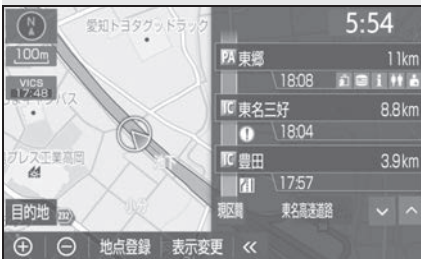 N
愛知トヨタグッドラック
100m
VICS
17:48
パス
プレス工業高岡
目的地
地点登録
表示変更
«
5:54
PA 東郷 11km
18:08
IC 東名三好 8.8km
18:04
IC 豊田 3.9km
17:57
現区間 東名高速道路